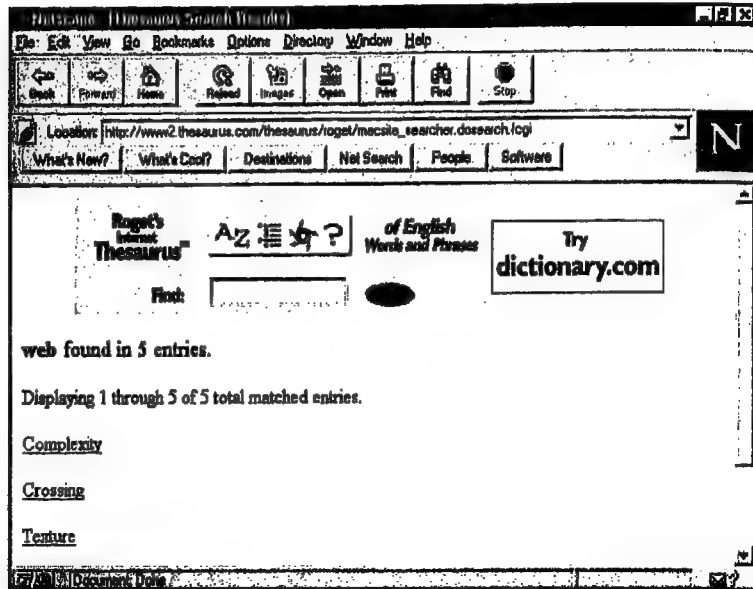 Netscape - [Thesaurus Search Results]
File Edit View Go Bookmarks Options Directory Window Help
Back Forward Home Reload Images Open Print Find Stop
Location: http://www2.thesaurus.com/thesaurus/roget/macsite_searcher.dosearch.fcgi
What's New? What's Cool? Destinations Net Search People Software
N
Roget's Internet Thesaurus™
AZ ?
of English Words and Phrases
Try dictionary.com
Find:
web found in 5 entries.
Displaying 1 through 5 of 5 total matched entries.
Complexity
Crossing
Texture
Document: Done
?